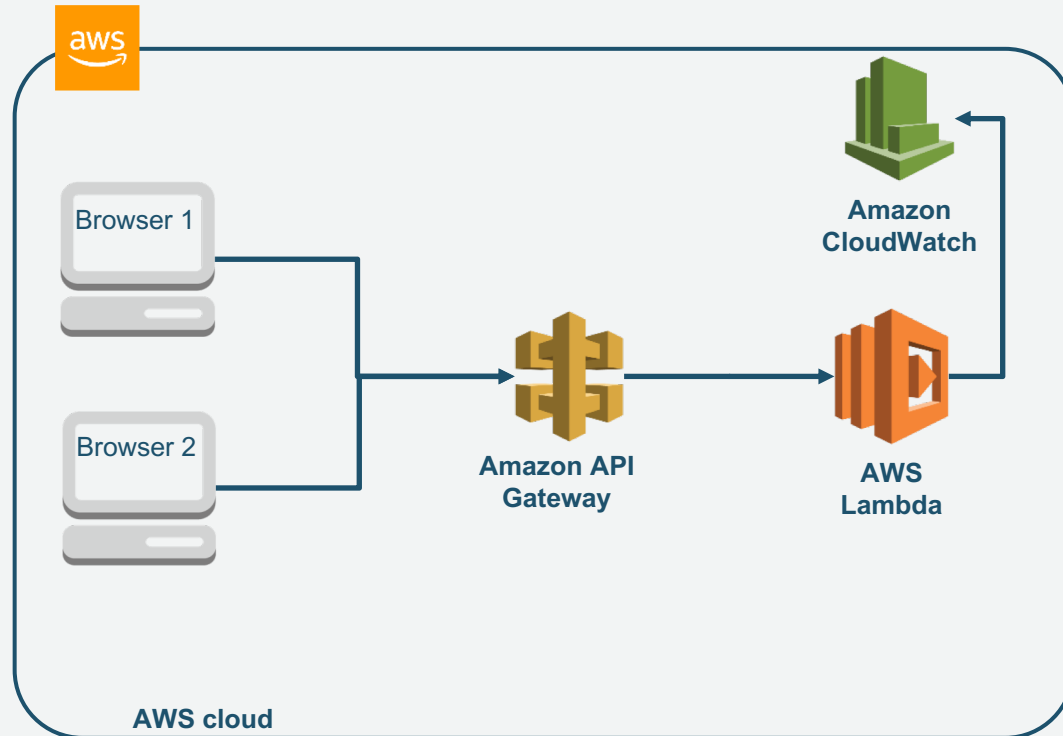 aws
Browser 1
Amazon
CloudWatch
Browser 2
Amazon API
Gateway
AWS
Lambda
AWS cloud